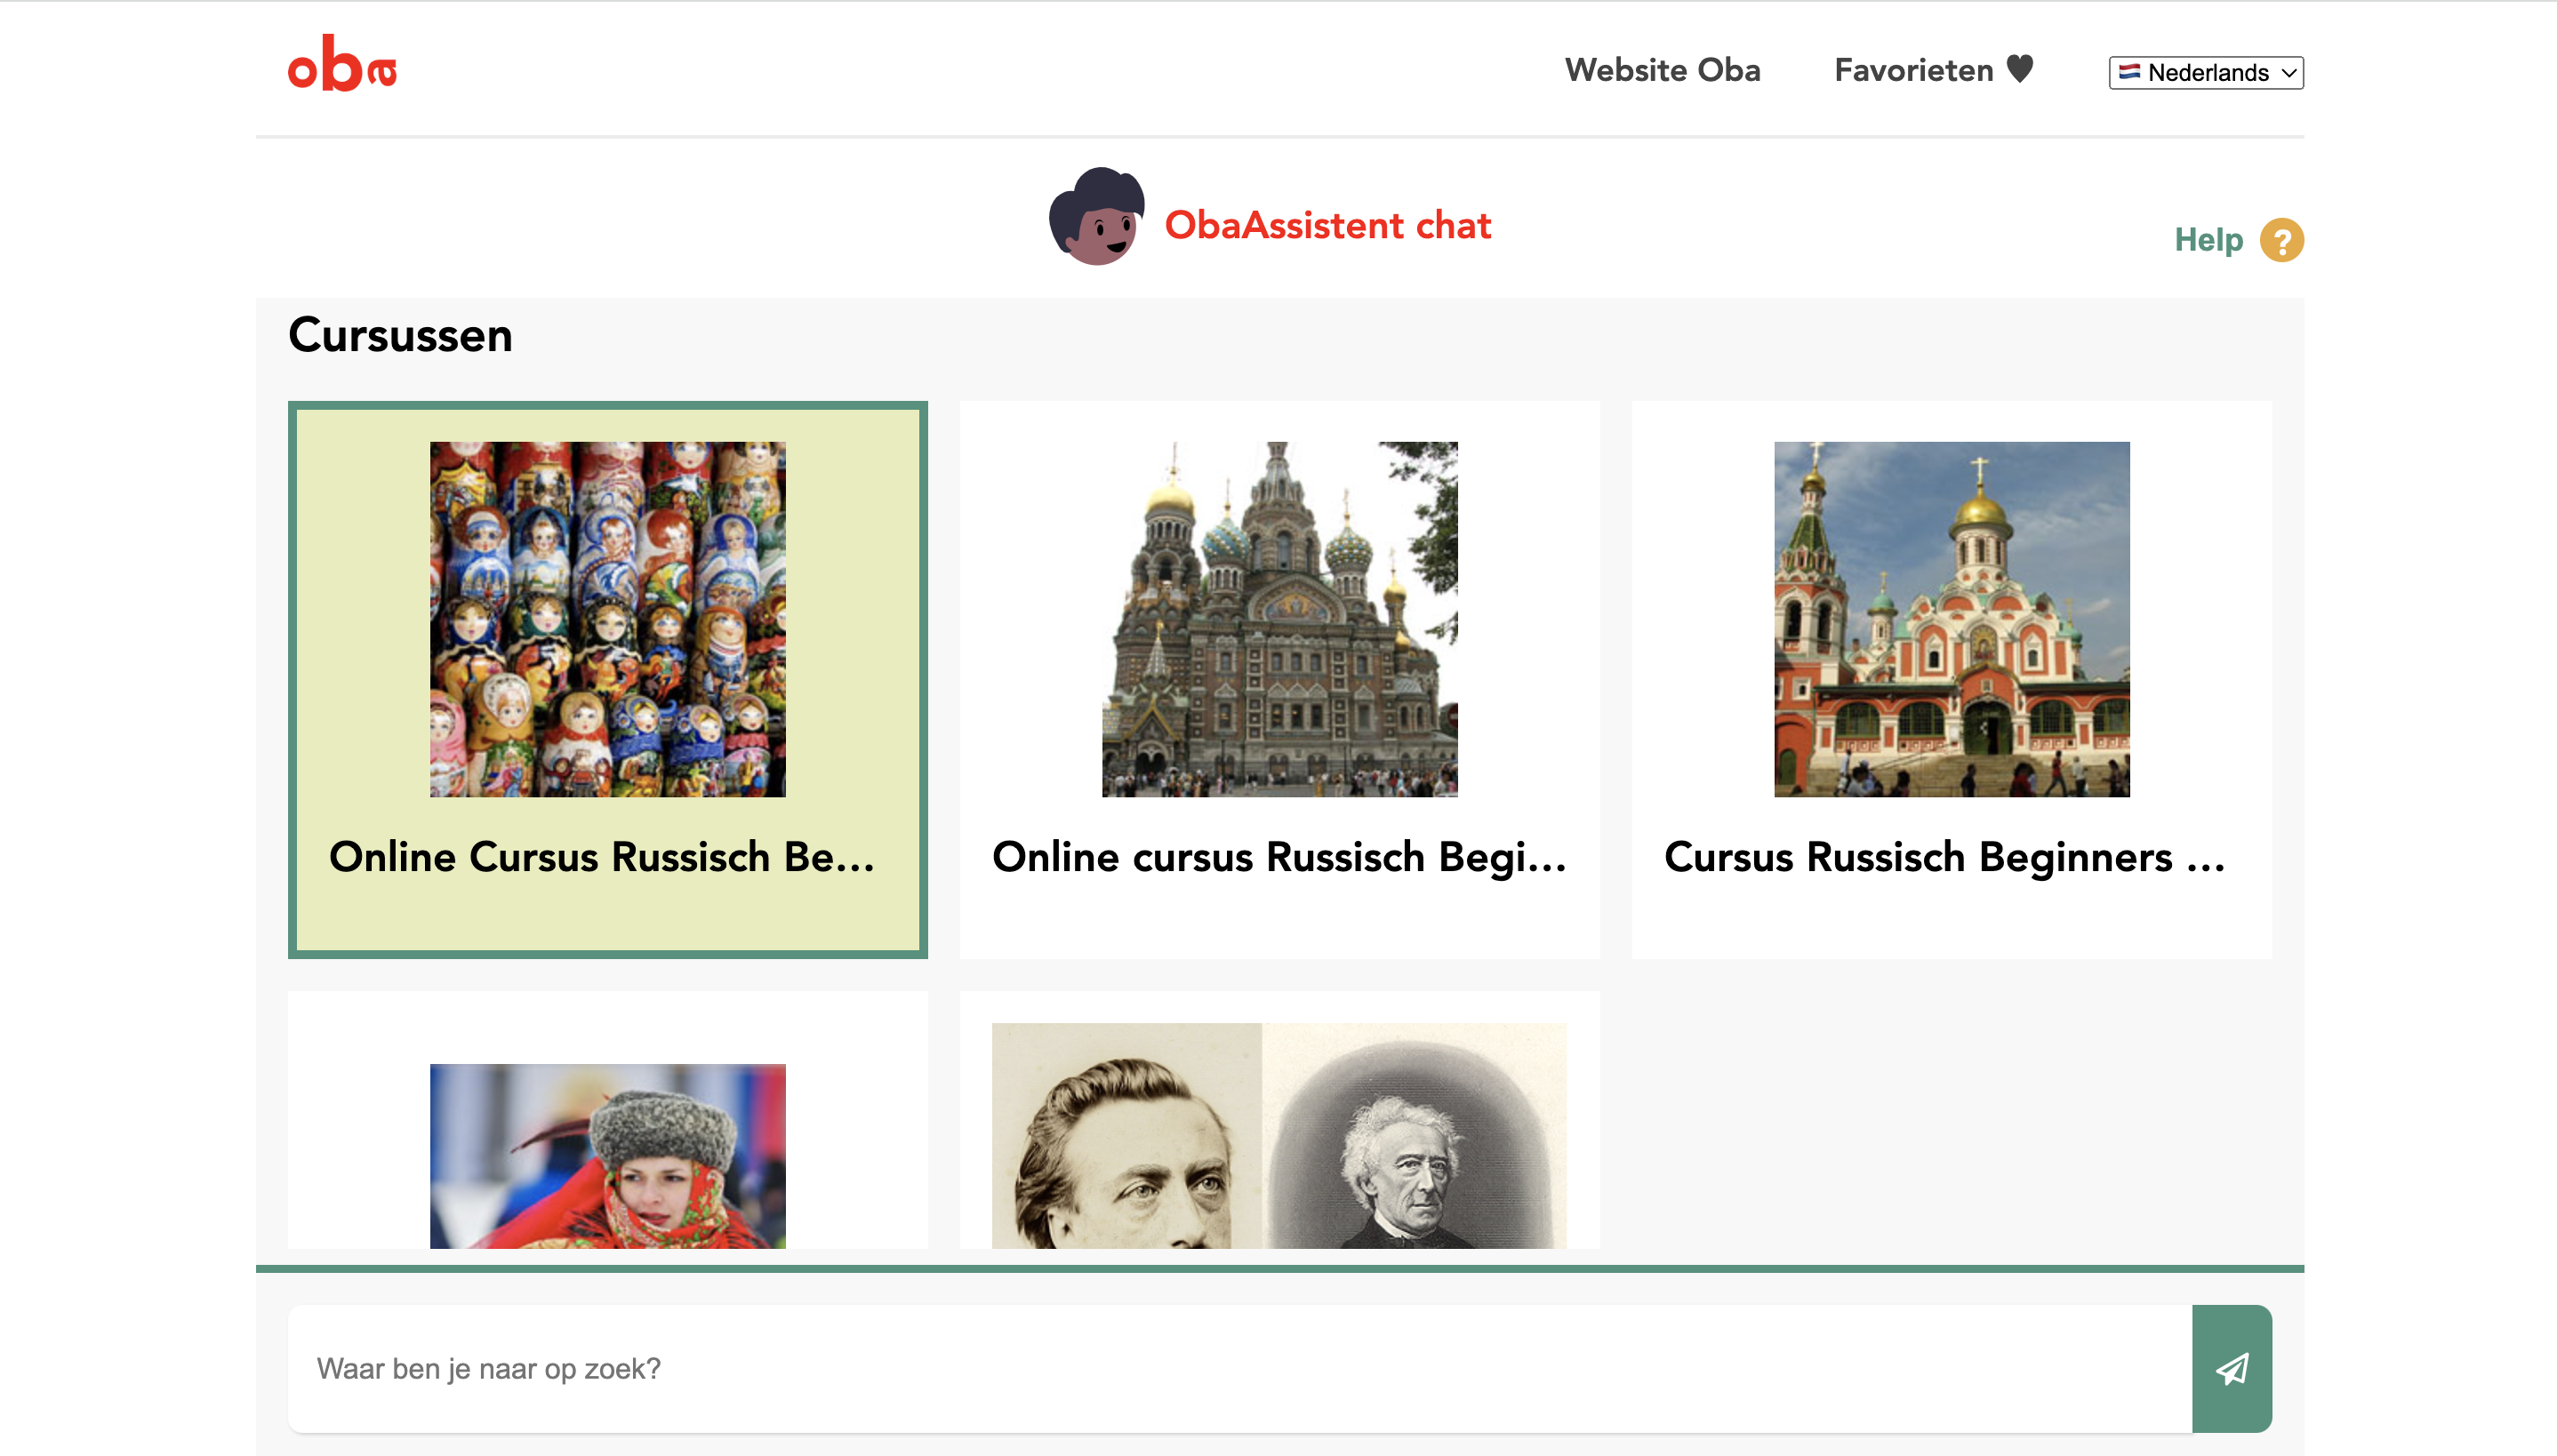 oba
Website Oba
Favorieten
Nederlands
ObaAssistent chat
Help ?
Cursussen
Online Cursus Russisch Be...
Online cursus Russisch Begi...
Cursus Russisch Beginners ...
Waar ben je naar op zoek?